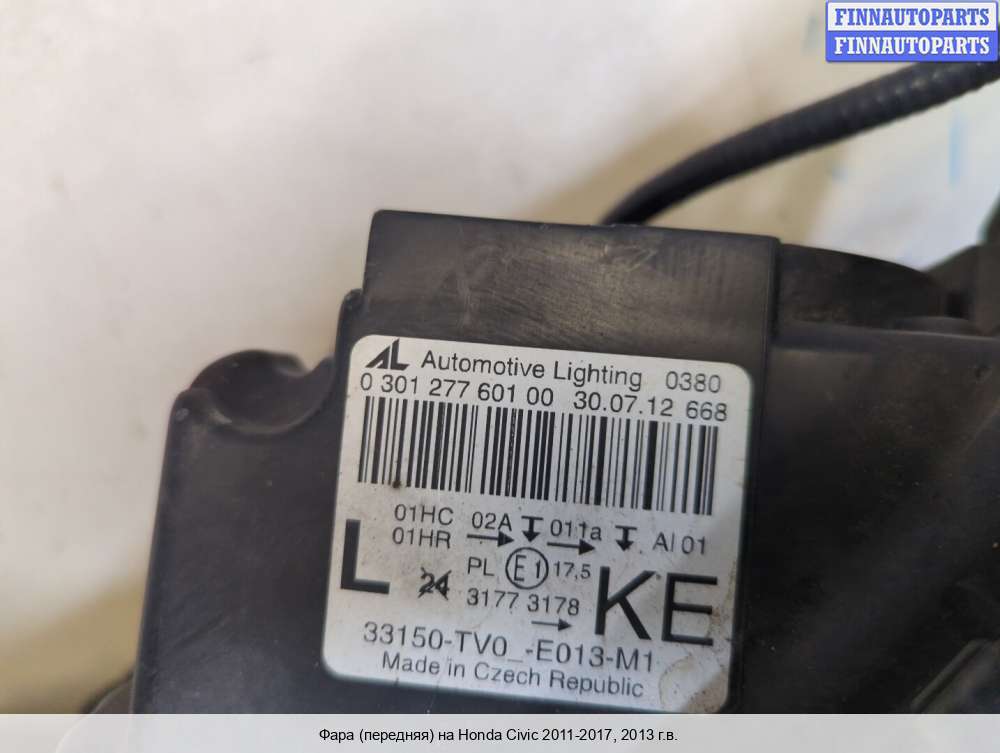 FINNAUTOPARTS
FINNAUTOPARTS
AL Automotive Lighting 0380
0 301 277 601 00 30.07.12 668
01HC 02A 011a AI 01
01HR
L PL E1 17,5 KE
24 3177 3178
33150-TV0_-E013-M1
Made in Czech Republic
Фара (передняя) на Honda Civic 2011-2017, 2013 г.в.